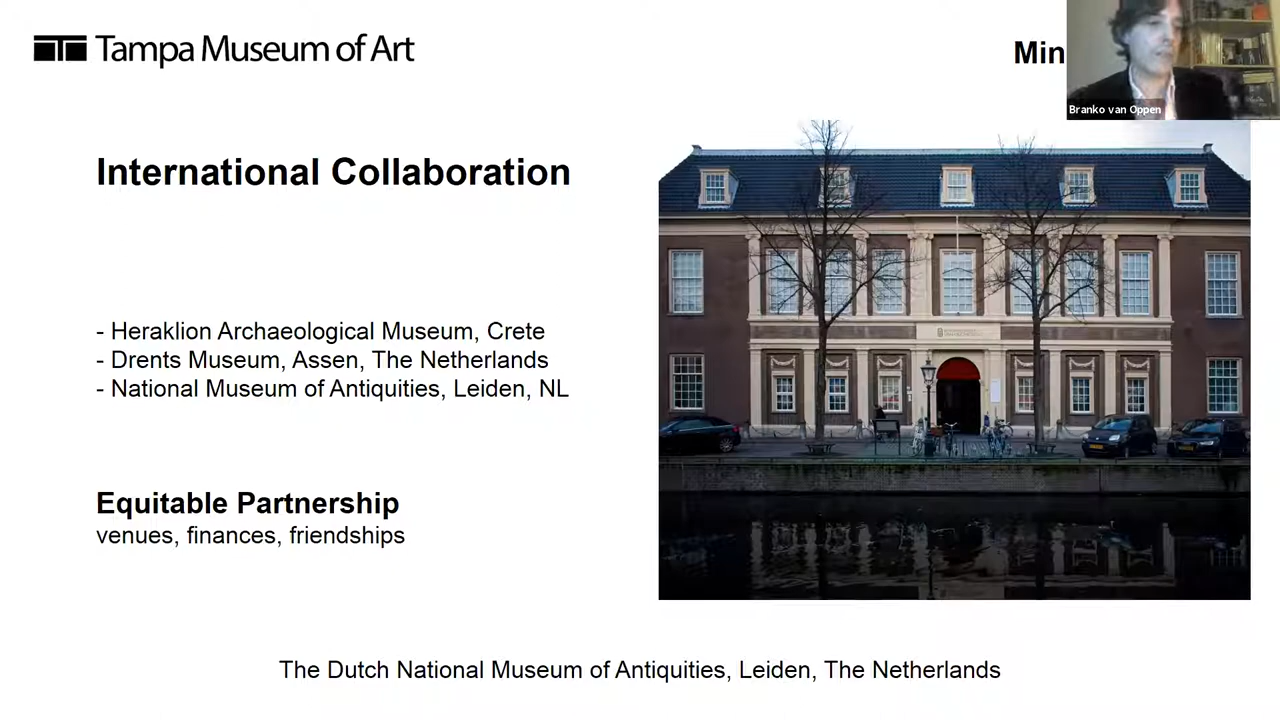 Tampa Museum of Art
Min
Branko van Oppen
International Collaboration
- Heraklion Archaeological Museum, Crete
- Drents Museum, Assen, The Netherlands
- National Museum of Antiquities, Leiden, NL
Equitable Partnership
venues, finances, friendships
The Dutch National Museum of Antiquities, Leiden, The Netherlands